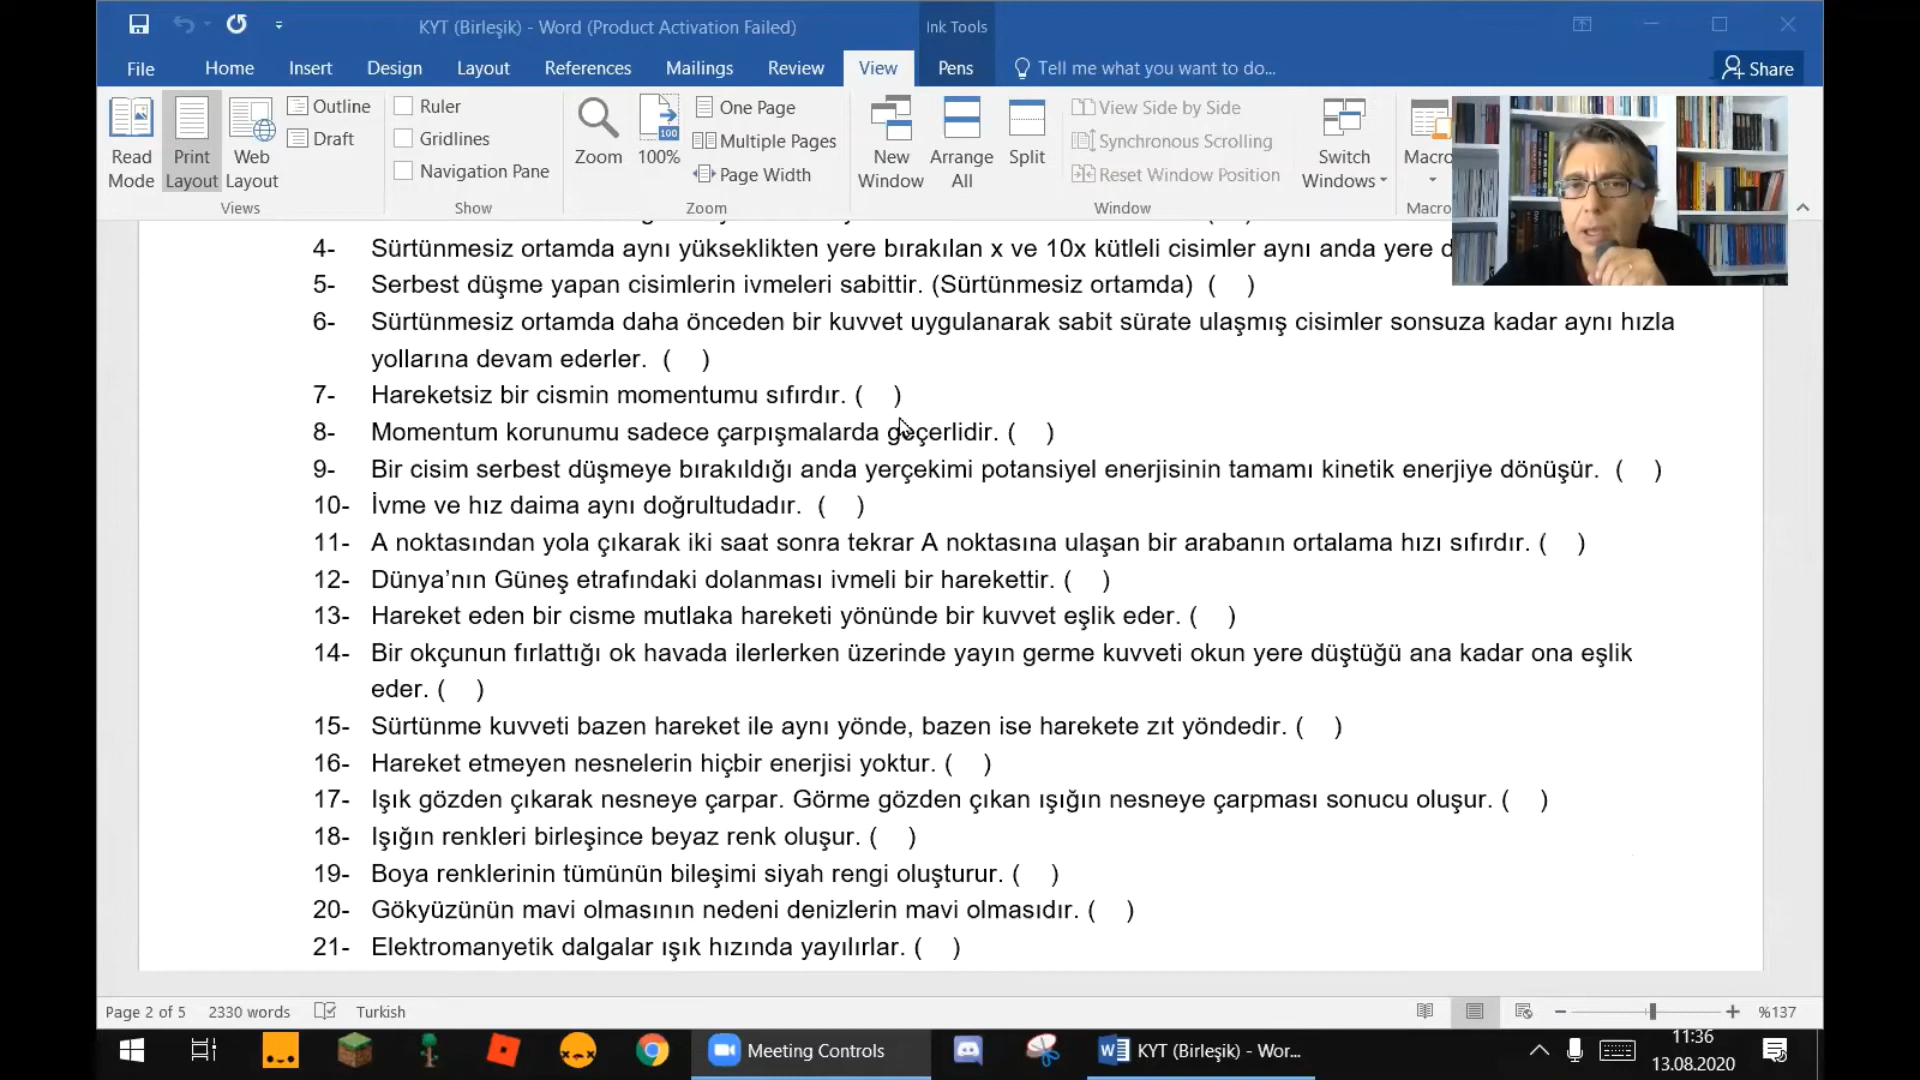 KYT (Birleşik) - Word (Product Activation Failed)
Ink Tools
File Home Insert Design Layout References Mailings Review View Pens Tell me what you want to do... Share
Read Mode
Print Layout
Web Layout
Outline
Draft
Views
Ruler
Gridlines
Navigation Pane
Show
Zoom
100
100%
One Page
Multiple Pages
Page Width
Zoom
New Window
Arrange All
Split
View Side by Side
Synchronous Scrolling
Reset Window Position
Window
Switch Windows
Macro
Macro
4- Sürtünmesiz ortamda aynı yükseklikten yere bırakılan x ve 10x kütleli cisimler aynı anda yere d
5- Serbest düşme yapan cisimlerin ivmeleri sabittir. (Sürtünmesiz ortamda) ( )
6- Sürtünmesiz ortamda daha önceden bir kuvvet uygulanarak sabit sürate ulaşmış cisimler sonsuza kadar aynı hızla
yollarına devam ederler. ( )
7- Hareketsiz bir cismin momentumu sıfırdır. ( )
8- Momentum korunumu sadece çarpışmalarda geçerlidir. ( )
9- Bir cisim serbest düşmeye bırakıldığı anda yerçekimi potansiyel enerjisinin tamamı kinetik enerjiye dönüşür. ( )
10- İvme ve hız daima aynı doğrultudadır. ( )
11- A noktasından yola çıkarak iki saat sonra tekrar A noktasına ulaşan bir arabanın ortalama hızı sıfırdır. ( )
12- Dünya’nın Güneş etrafındaki dolanması ivmeli bir harekettir. ( )
13- Hareket eden bir cisme mutlaka hareketi yönünde bir kuvvet eşlik eder. ( )
14- Bir okçunun fırlattığı ok havada ilerlerken üzerinde yayın germe kuvveti okun yere düştüğü ana kadar ona eşlik
eder. ( )
15- Sürtünme kuvveti bazen hareket ile aynı yönde, bazen ise harekete zıt yöndedir. ( )
16- Hareket etmeyen nesnelerin hiçbir enerjisi yoktur. ( )
17- Işık gözden çıkarak nesneye çarpar. Görme gözden çıkan ışığın nesneye çarpması sonucu oluşur. ( )
18- Işığın renkleri birleşince beyaz renk oluşur. ( )
19- Boya renklerinin tümünün bileşimi siyah rengi oluşturur. ( )
20- Gökyüzünün mavi olmasının nedeni denizlerin mavi olmasıdır. ( )
21- Elektromanyetik dalgalar ışık hızında yayılırlar. ( )
Page 2 of 5 2330 words Turkish %137
Meeting Controls
KYT (Birleşik) - Wor...
11:36
13.08.2020